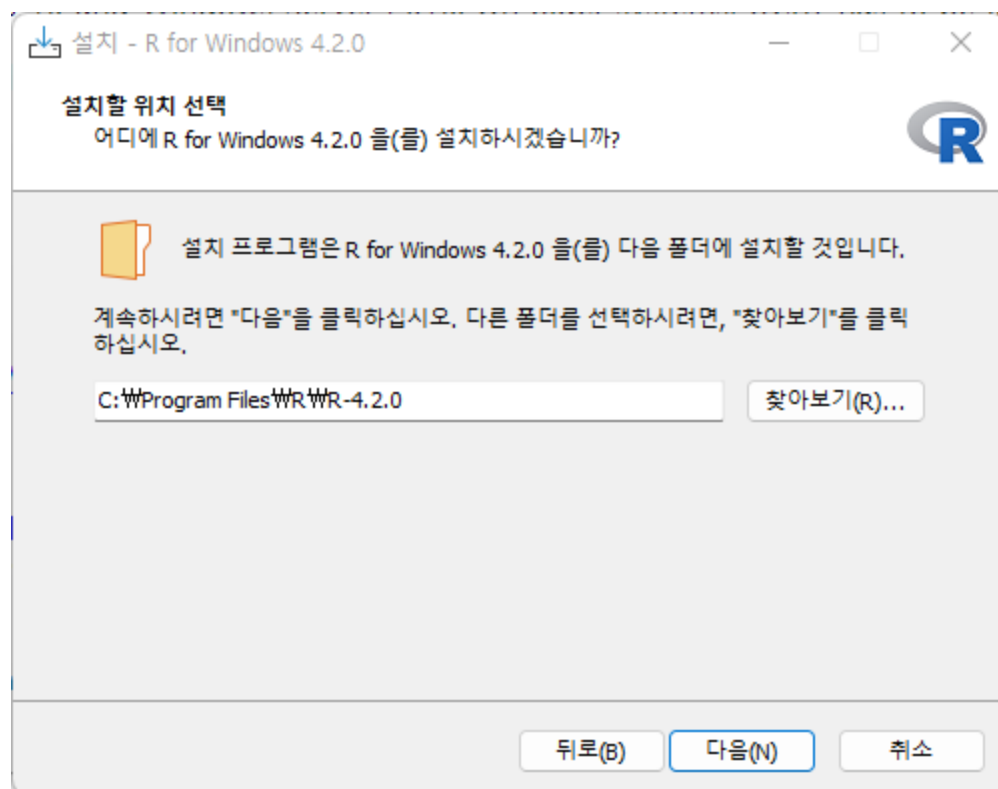 설치 - R for Windows 4.2.0
설치할 위치 선택
어디에 R for Windows 4.2.0 을(를) 설치하시겠습니까?
R
설치 프로그램은 R for Windows 4.2.0 을(를) 다음 폴더에 설치할 것입니다.
계속하시려면 "다음"을 클릭하십시오. 다른 폴더를 선택하시려면, "찾아보기"를 클릭
하십시오.
C:₩Program Files₩R₩R-4.2.0
찾아보기(R)...
뒤로(B)
다음(N)
취소